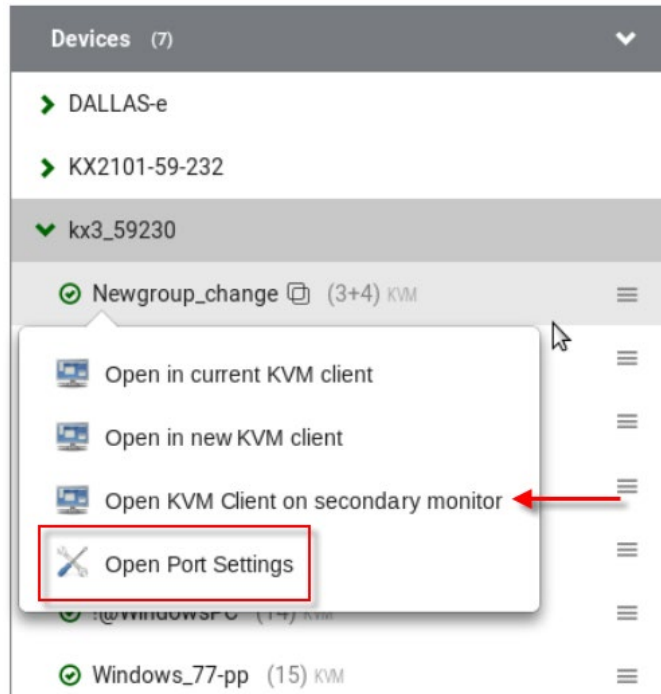 Devices (7)
DALLAS-e
KX2101-59-232
kx3_59230
Newgroup_change (3+4) KVM
Open in current KVM client
Open in new KVM client
Open KVM Client on secondary monitor
Open Port Settings
!@WindowsPC (14) KVM
Windows_77-pp (15) KVM